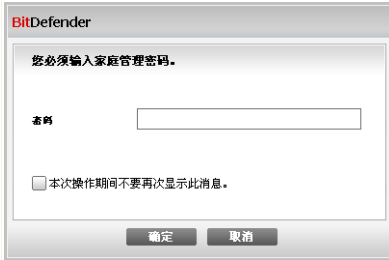 BitDefender
您必须输入家庭管理密码。
密码
本次操作期间不要再次显示此消息。
确定
取消